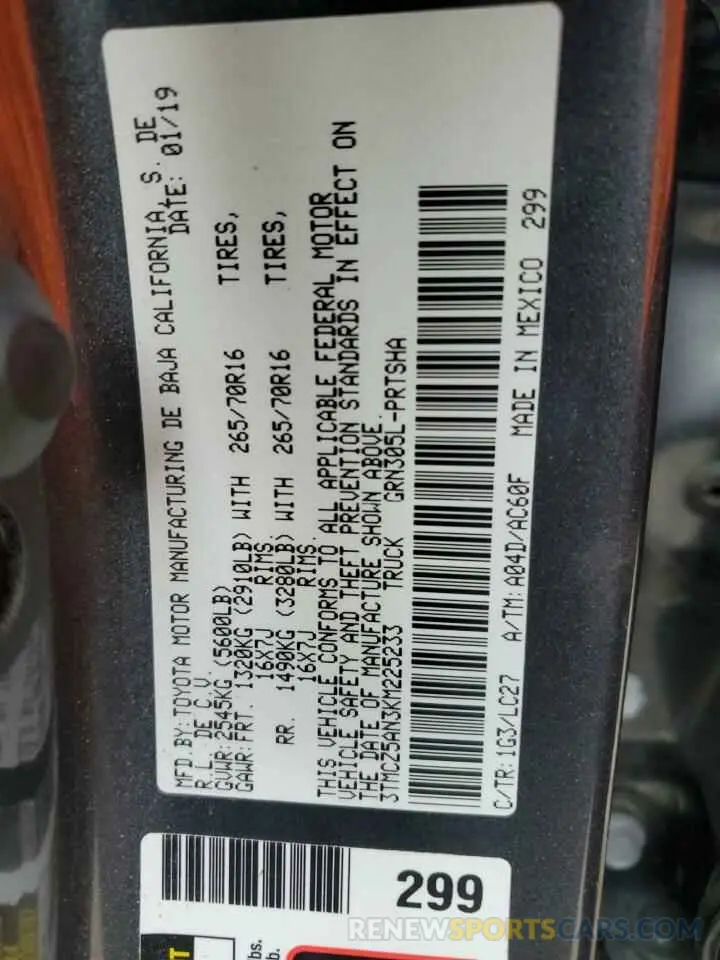 MFD.BY:TOYOTA MOTOR MANUFACTURING DE BAJA CALIFORNIA, S. DE
R.L. DE C.V. DATE: 01/19
GVWR:2545KG (5600LB)
GAWR:FRT. 1320KG (2910LB) WITH 265/70R16 TIRES,
16X7J RIMS.
RR. 1490KG (3280LB) WITH 265/70R16 TIRES,
16X7J RIMS.
THIS VEHICLE CONFORMS TO ALL APPLICABLE FEDERAL MOTOR
VEHICLE SAFETY AND THEFT PREVENTION STANDARDS IN EFFECT ON
THE DATE OF MANUFACTURE SHOWN ABOVE.
3TMCZ5AN3KM225233 TRUCK GRN305L-PRTSHA
C/TR:1G3/LC27 A/TM:A04D/AC60F MADE IN MEXICO 299
299
bs.
b.
T
RENEWSPORTSCARS.COM